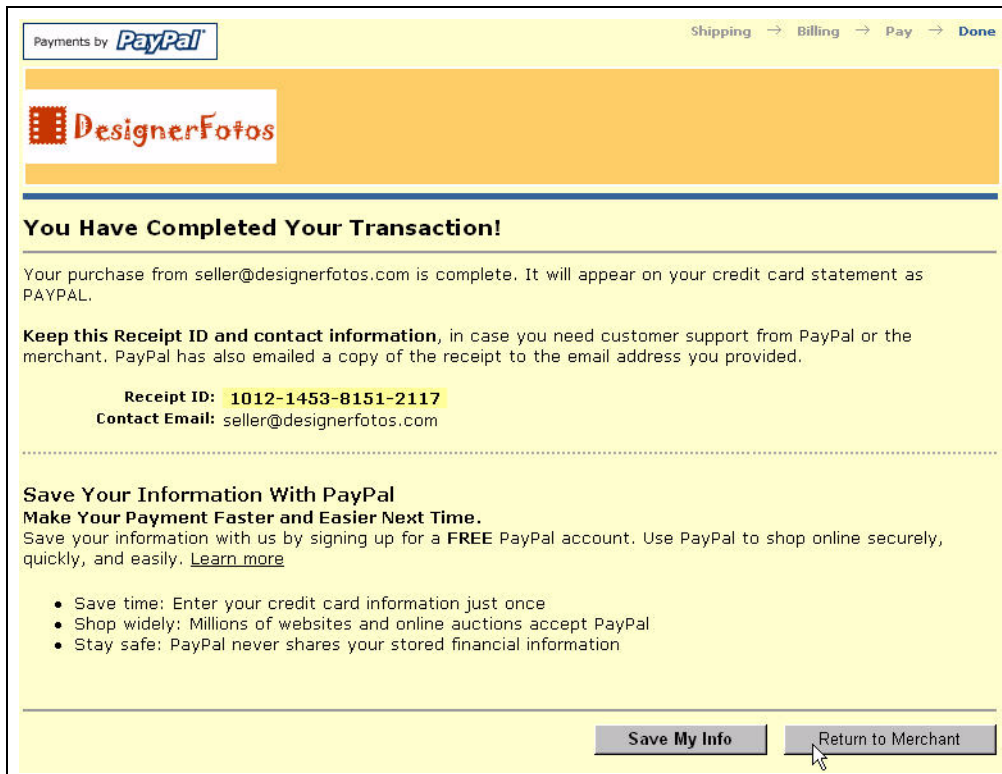 Payments by PayPal
Shipping → Billing → Pay → Done
DesignerFotos
You Have Completed Your Transaction!
Your purchase from seller@designerfotos.com is complete. It will appear on your credit card statement as
PAYPAL.
Keep this Receipt ID and contact information, in case you need customer support from PayPal or the
merchant. PayPal has also emailed a copy of the receipt to the email address you provided.
Receipt ID: 1012-1453-8151-2117
Contact Email: seller@designerfotos.com
Save Your Information With PayPal
Make Your Payment Faster and Easier Next Time.
Save your information with us by signing up for a FREE PayPal account. Use PayPal to shop online securely,
quickly, and easily. Learn more
• Save time: Enter your credit card information just once
• Shop widely: Millions of websites and online auctions accept PayPal
• Stay safe: PayPal never shares your stored financial information
Save My Info
Return to Merchant